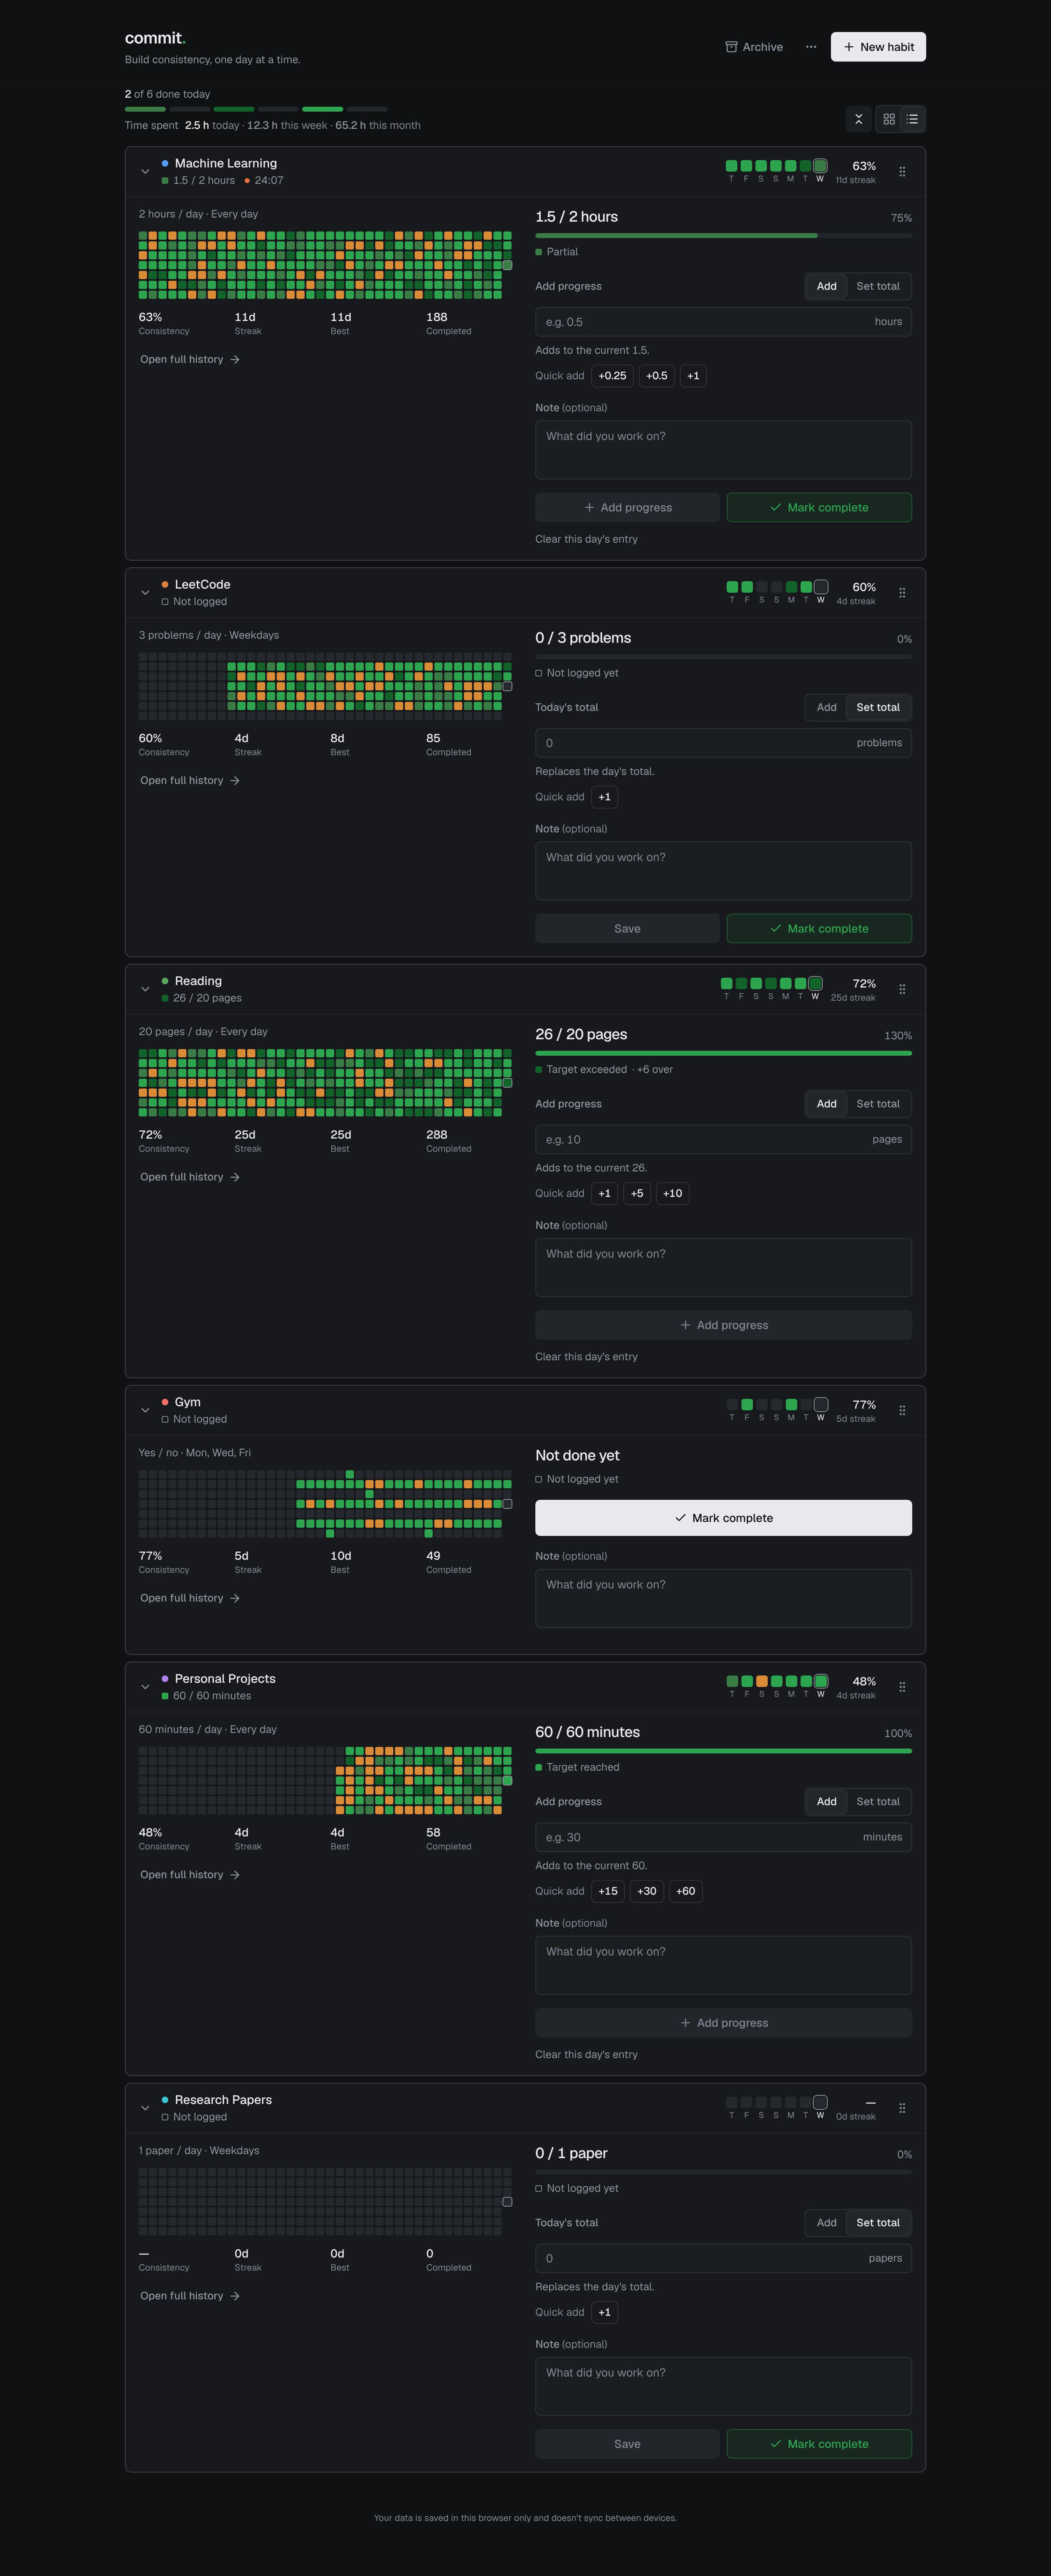 commit.
Build consistency, one day at a time.
Archive
New habit
2 of 6 done today
Time spent 2.5 h today · 12.3 h this week · 65.2 h this month
Machine Learning
1.5 / 2 hours 24:07
T F S S M T W
63%
11d streak
2 hours / day · Every day
63% 11d 11d 188
Consistency Streak Best Completed
Open full history
1.5 / 2 hours 75%
Partial
Add progress Add Set total
e.g. 0.5 hours
Adds to the current 1.5.
Quick add +0.25 +0.5 +1
Note (optional)
What did you work on?
Add progress Mark complete
Clear this day's entry
LeetCode
Not logged
T F S S M T W
60%
4d streak
3 problems / day · Weekdays
60% 4d 8d 85
Consistency Streak Best Completed
Open full history
0 / 3 problems 0%
Not logged yet
Today's total Add Set total
0 problems
Replaces the day's total.
Quick add +1
Note (optional)
What did you work on?
Save Mark complete
Reading
26 / 20 pages
T F S S M T W
72%
25d streak
20 pages / day · Every day
72% 25d 25d 288
Consistency Streak Best Completed
Open full history
26 / 20 pages 130%
Target exceeded · +6 over
Add progress Add Set total
e.g. 10 pages
Adds to the current 26.
Quick add +1 +5 +10
Note (optional)
What did you work on?
Add progress
Clear this day's entry
Gym
Not logged
T F S S M T W
77%
5d streak
Yes / no · Mon, Wed, Fri
77% 5d 10d 49
Consistency Streak Best Completed
Open full history
Not done yet
Not logged yet
Mark complete
Note (optional)
What did you work on?
Personal Projects
60 / 60 minutes
T F S S M T W
48%
4d streak
60 minutes / day · Every day
48% 4d 4d 58
Consistency Streak Best Completed
Open full history
60 / 60 minutes 100%
Target reached
Add progress Add Set total
e.g. 30 minutes
Adds to the current 60.
Quick add +15 +30 +60
Note (optional)
What did you work on?
Add progress
Clear this day's entry
Research Papers
Not logged
T F S S M T W
—
0d streak
1 paper / day · Weekdays
— 0d 0d 0
Consistency Streak Best Completed
Open full history
0 / 1 paper 0%
Not logged yet
Today's total Add Set total
0 papers
Replaces the day's total.
Quick add +1
Note (optional)
What did you work on?
Save Mark complete
Your data is saved in this browser only and doesn't sync between devices.